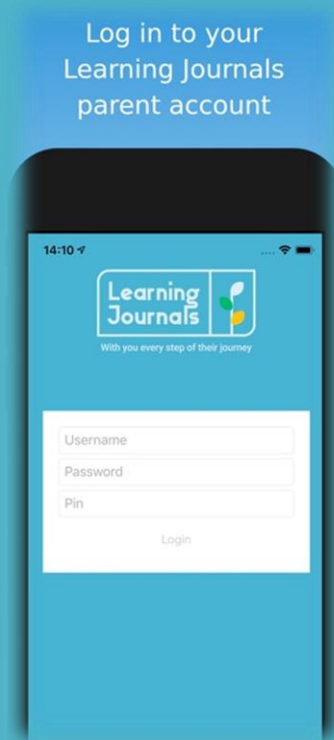 Log in to your
Learning Journals
parent account
14:10
Learning
Journals
With you every step of their journey
Username
Password
Pin
Login